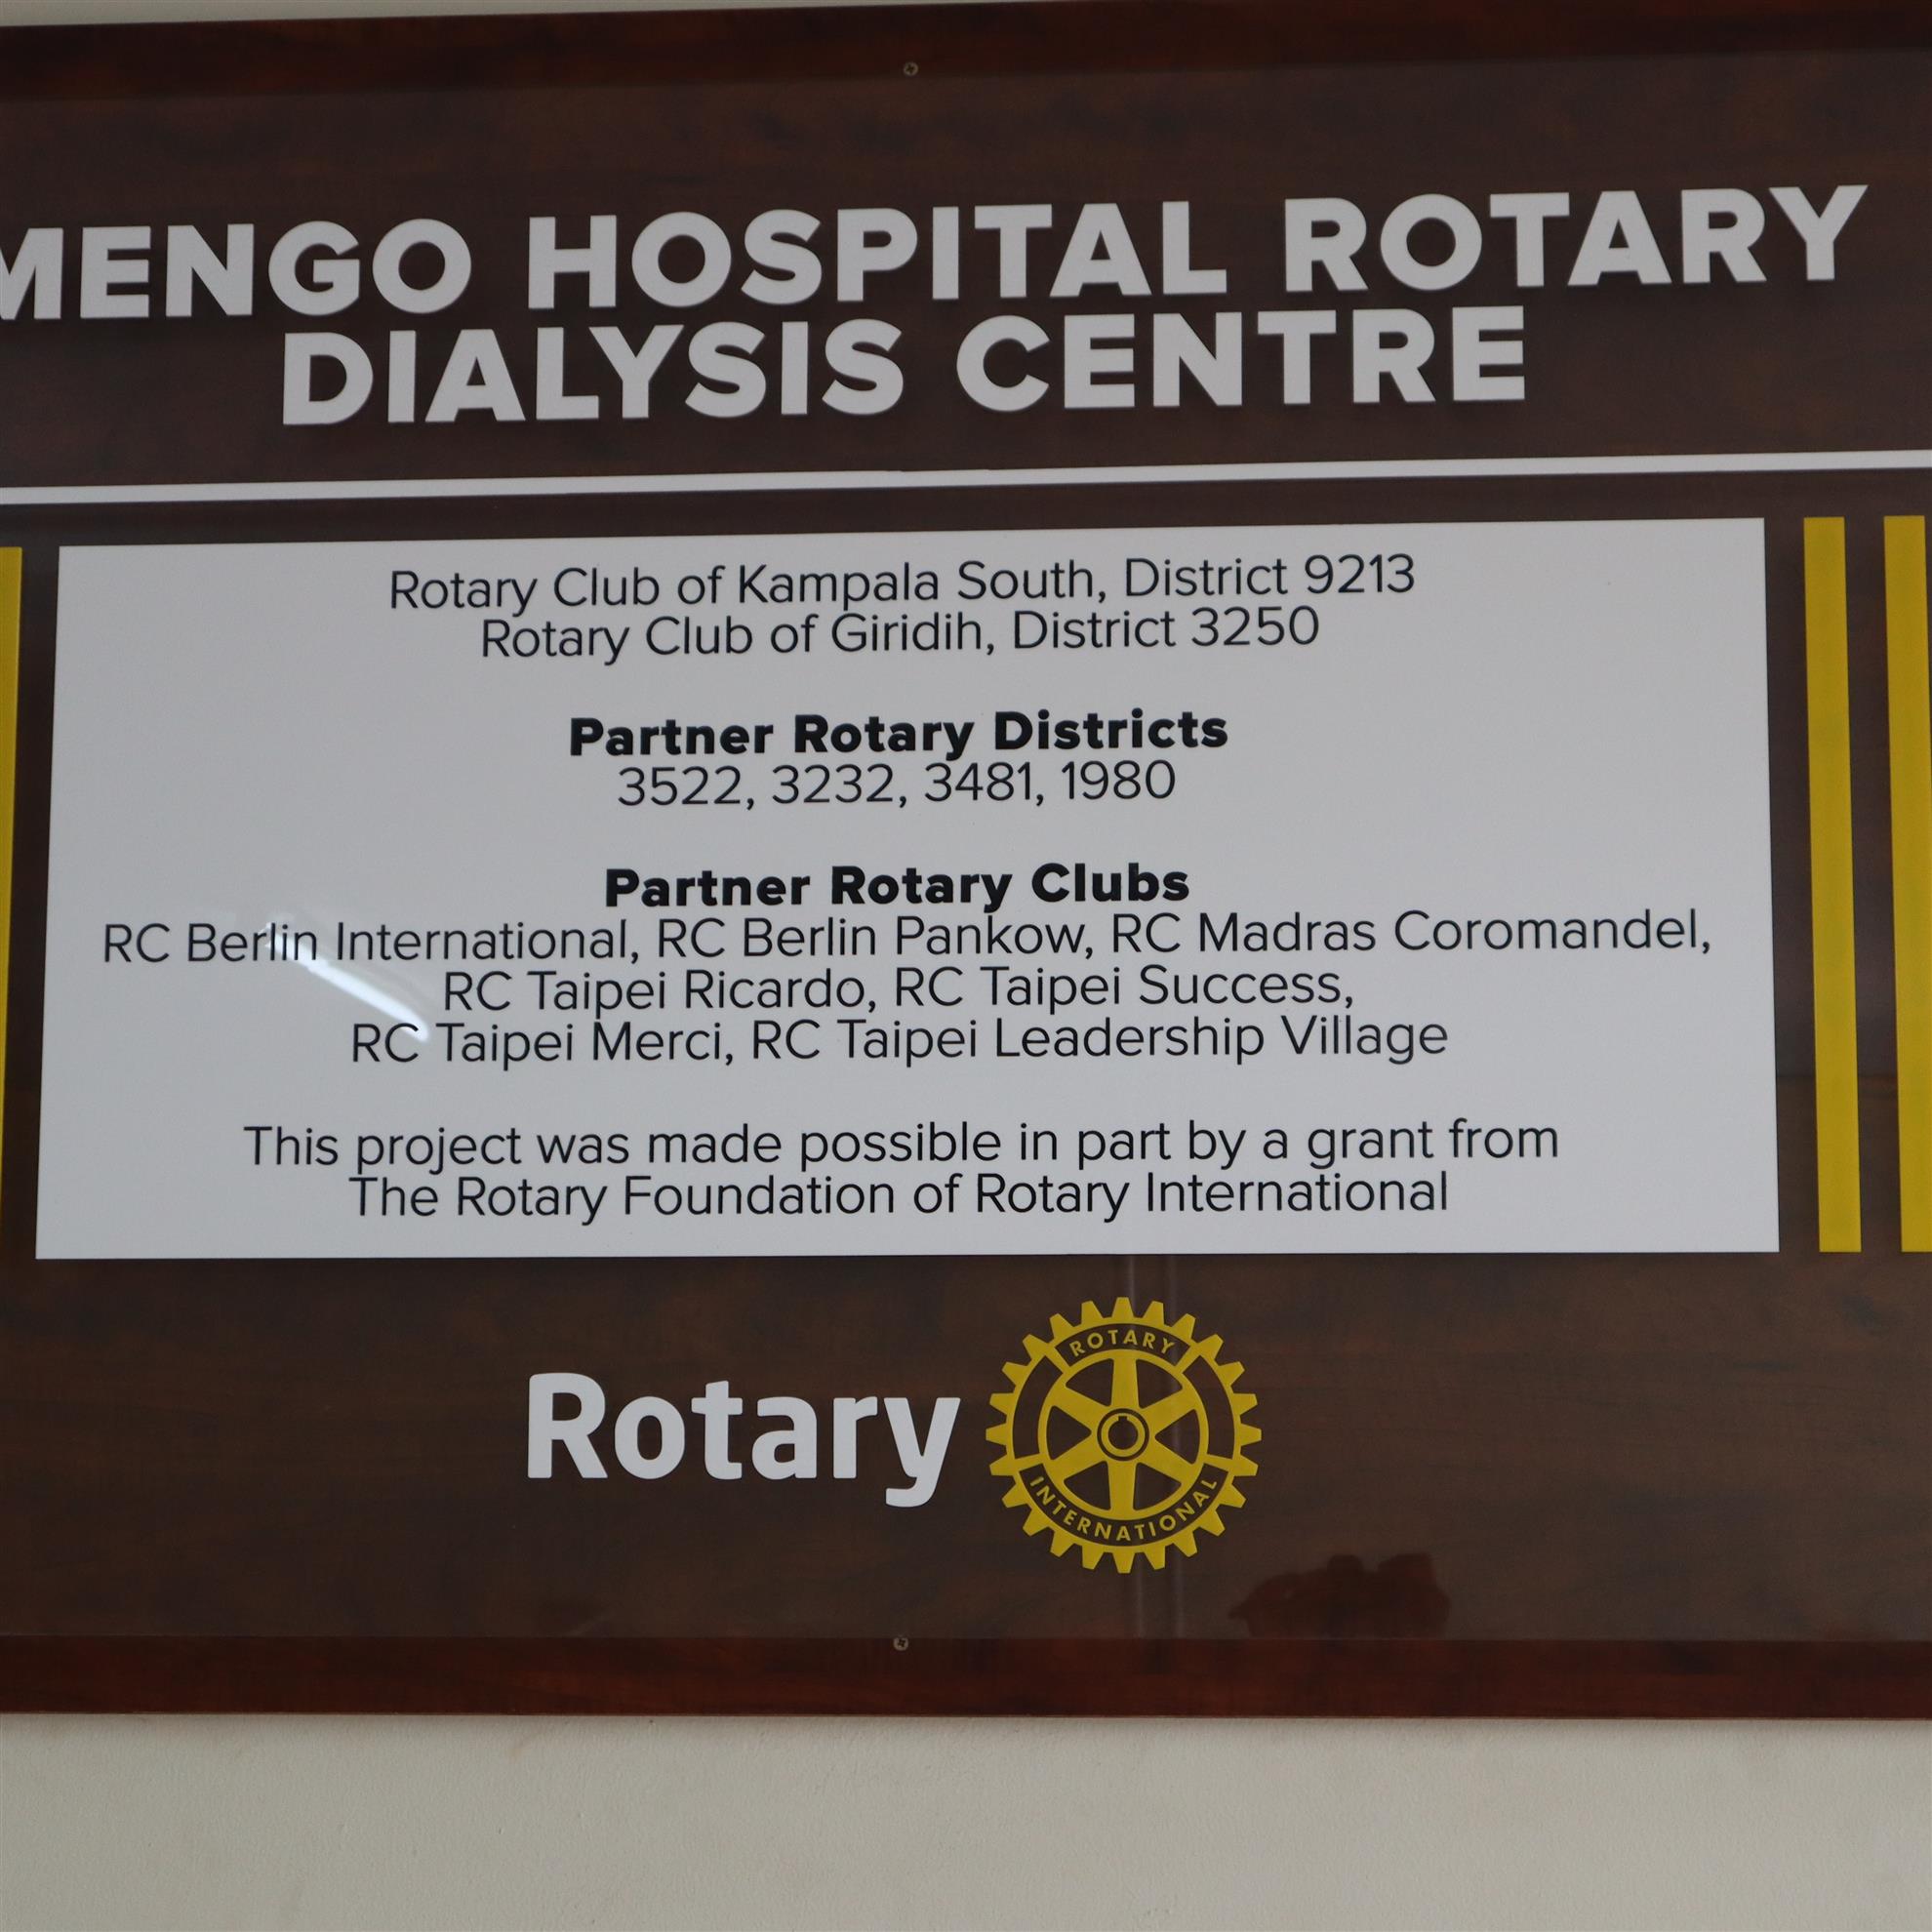 MENGO HOSPITAL ROTARY
DIALYSIS CENTRE
Rotary Club of Kampala South, District 9213
Rotary Club of Giridih, District 3250
Partner Rotary Districts
3522, 3232, 3481, 1980
Partner Rotary Clubs
RC Berlin International, RC Berlin Pankow, RC Madras Coromandel,
RC Taipei Ricardo, RC Taipei Success,
RC Taipei Merci, RC Taipei Leadership Village
This project was made possible in part by a grant from
The Rotary Foundation of Rotary International
Rotary
ROTARY
INTERNATIONAL